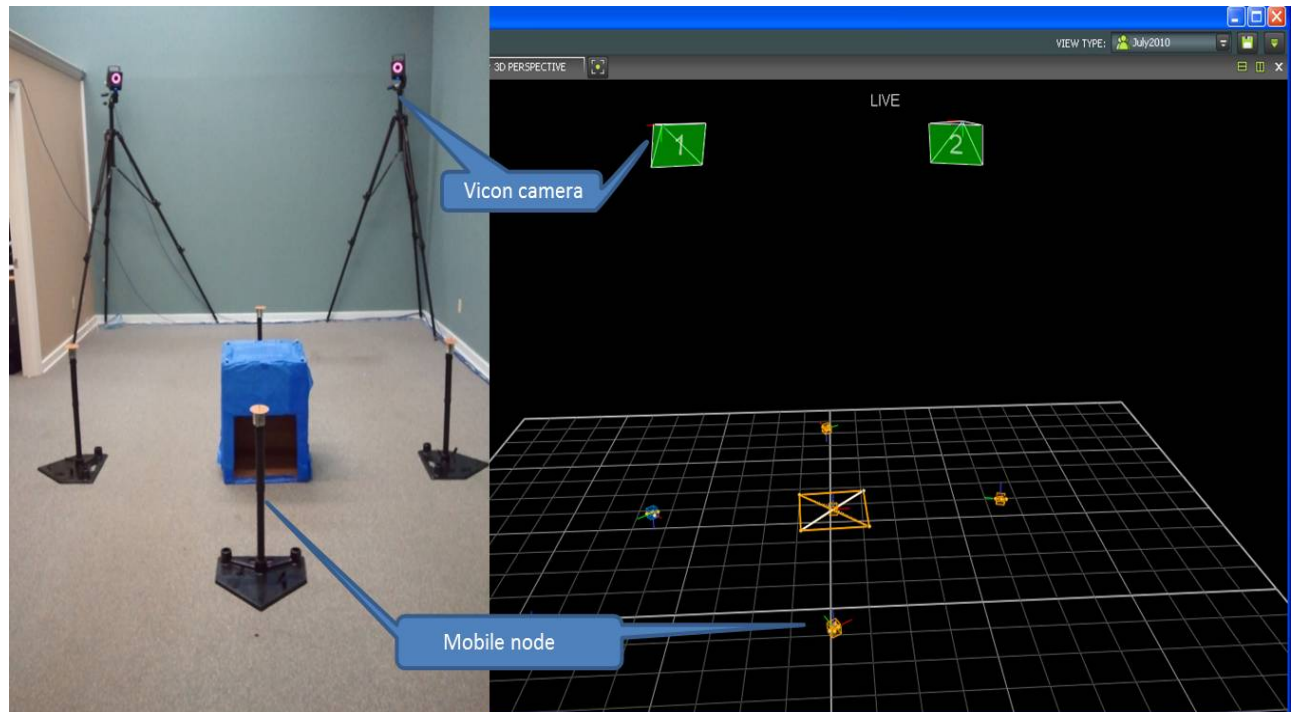 VIEW TYPE: July2010
3D PERSPECTIVE
LIVE
1
2
Vicon camera
Mobile node